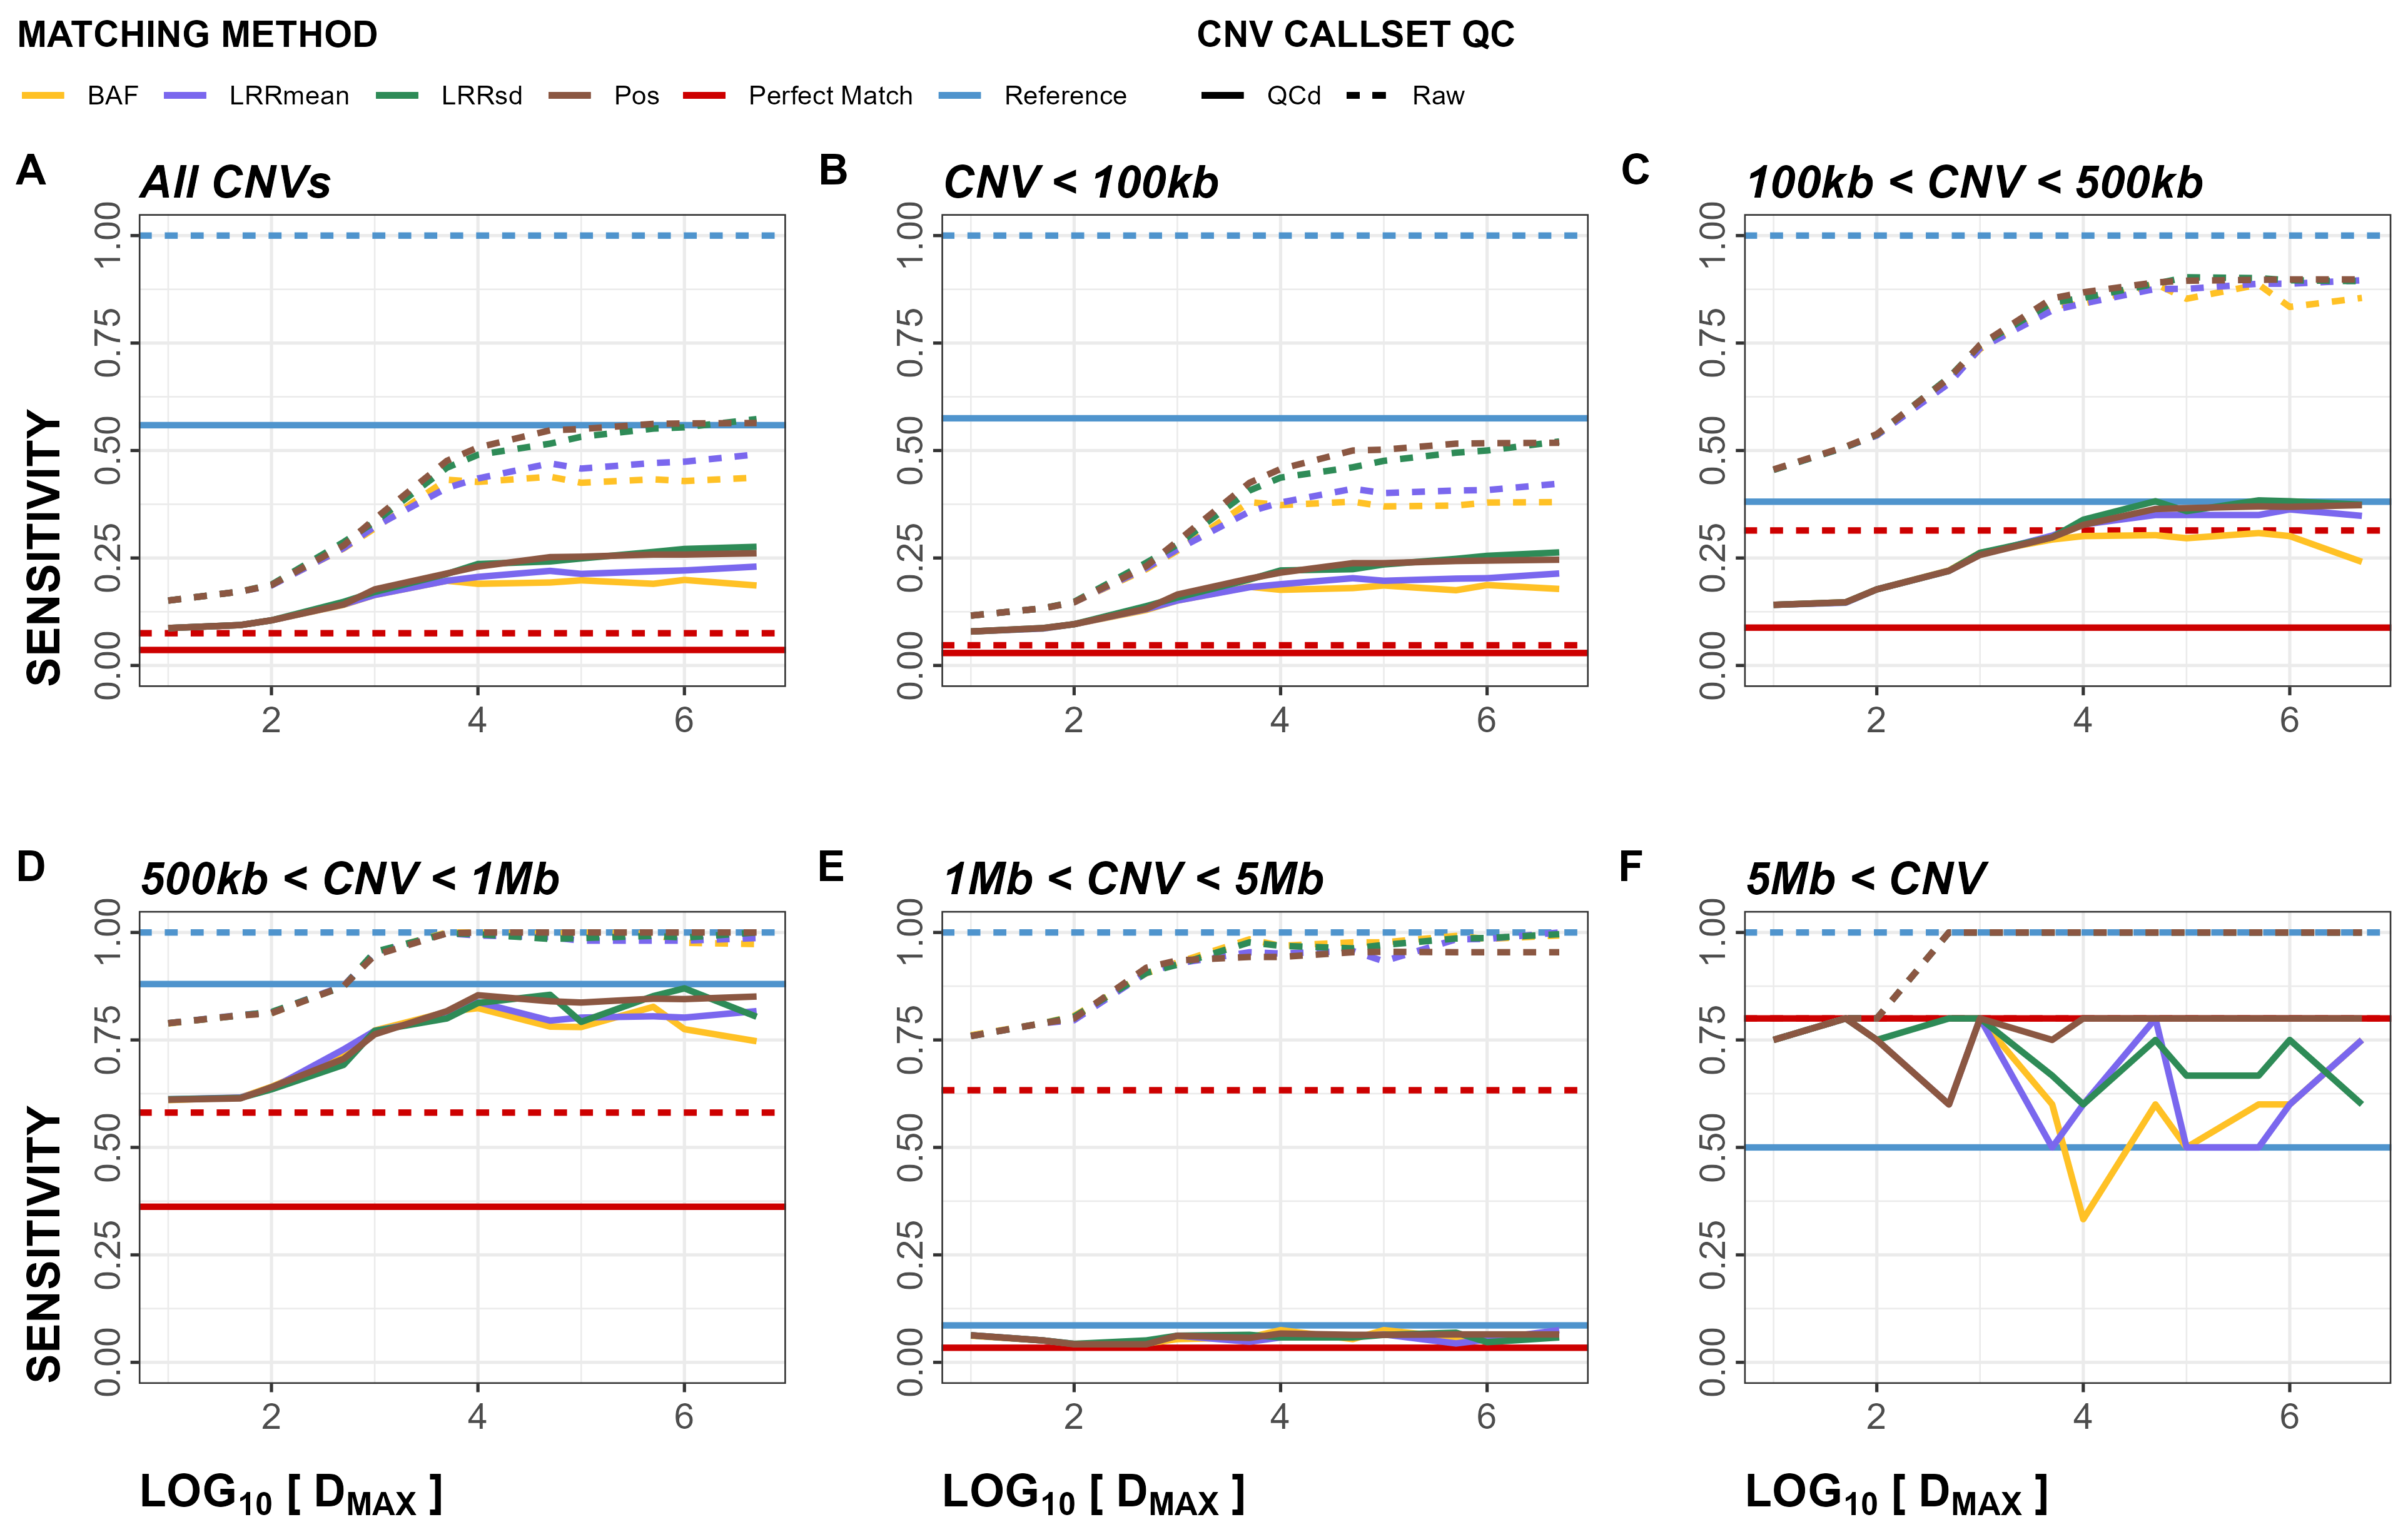 MATCHING METHOD CNV CALLSET QC
BAF LRRmean LRRsd Pos Perfect Match Reference QCd Raw
A All CNVs
B CNV < 100kb
C 100kb < CNV < 500kb
SENSITIVITY
0.00 0.25 0.50 0.75 1.00
2 4 6
0.00 0.25 0.50 0.75 1.00
2 4 6
0.00 0.25 0.50 0.75 1.00
2 4 6
D 500kb < CNV < 1Mb
E 1Mb < CNV < 5Mb
F 5Mb < CNV
SENSITIVITY
0.00 0.25 0.50 0.75 1.00
2 4 6
0.00 0.25 0.50 0.75 1.00
2 4 6
0.00 0.25 0.50 0.75 1.00
2 4 6
LOG10 [ DMAX ]
LOG10 [ DMAX ]
LOG10 [ DMAX ]